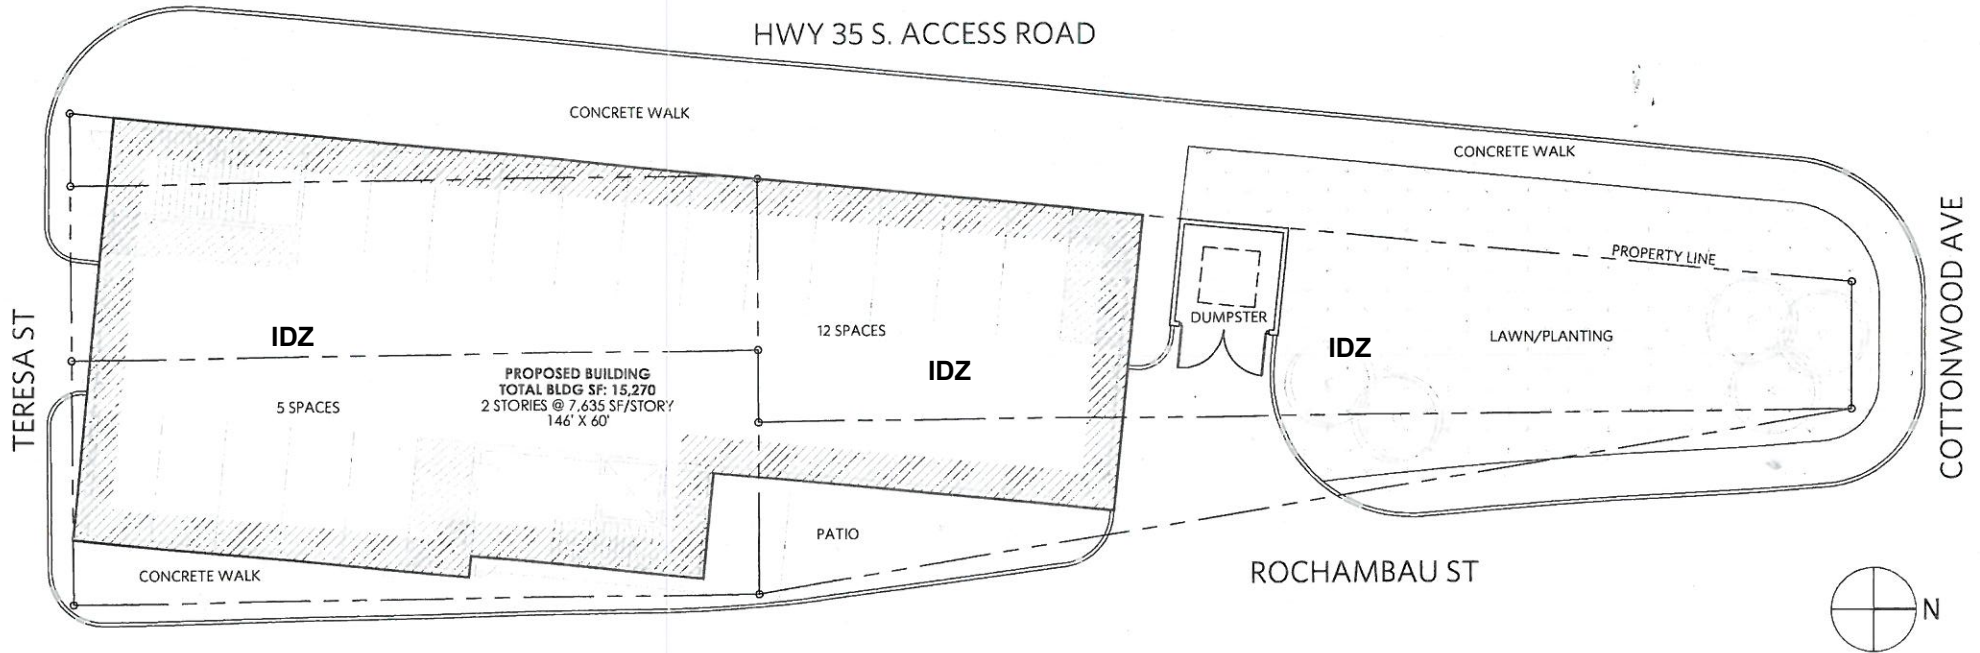 HWY 35 S. ACCESS ROAD
CONCRETE WALK
CONCRETE WALK
COTTONWOOD AVE
PROPERTY LINE
TERESA ST
IDZ
12 SPACES
DUMPSTER
IDZ
LAWN/PLANTING
IDZ
5 SPACES
PROPOSED BUILDING
TOTAL BLDG SF: 15,270
2 STORIES @ 7,635 SF/STORY
146' X 60'
PATIO
CONCRETE WALK
ROCHAMBAU ST
N